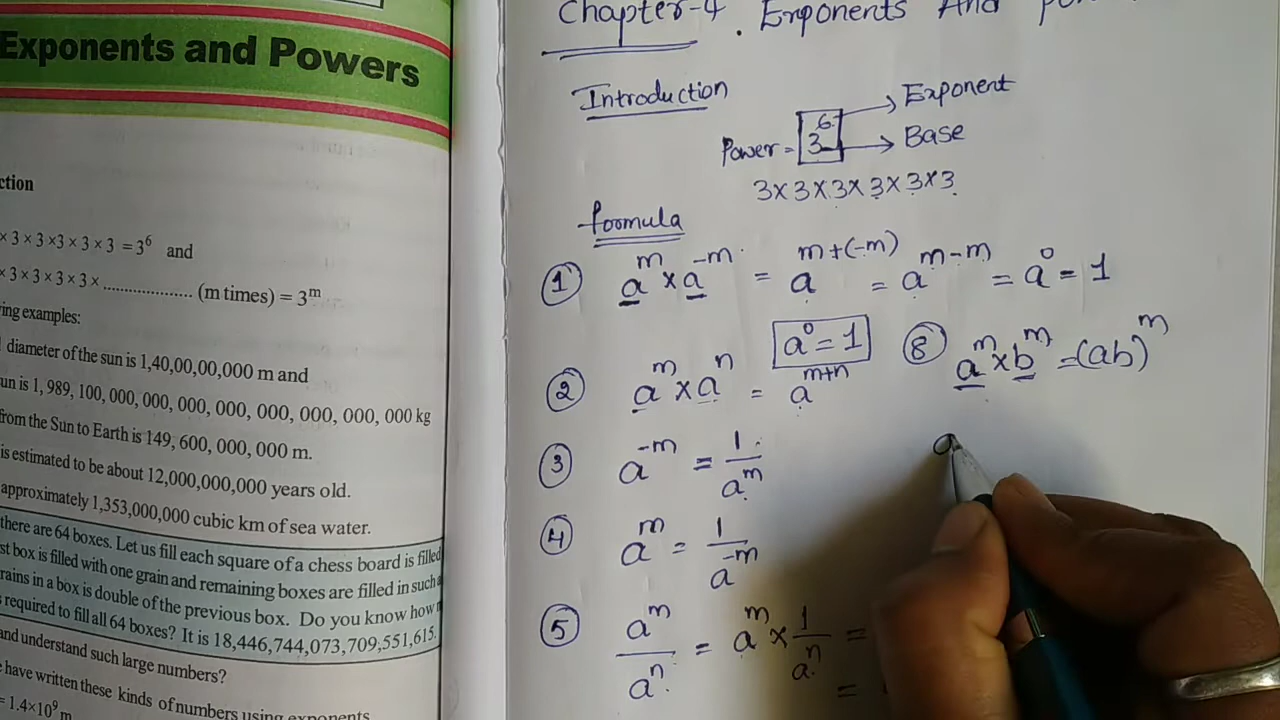 Exponents and Powers
ction
× 3 × 3 ×3 × 3 × 3 = 3⁶ and
× 3 × 3 × 3 × 3 × .................... (m times) = 3ᵐ
ing examples:
diameter of the sun is 1,40,00,00,000 m and
un is 1, 989, 100, 000, 000, 000, 000, 000, 000, 000, 000 kg
from the Sun to Earth is 149, 600, 000, 000 m.
is estimated to be about 12,000,000,000 years old.
approximately 1,353,000,000 cubic km of sea water.
there are 64 boxes. Let us fill each square of a chess board is filled
st box is filled with one grain and remaining boxes are filled in such a
rains in a box is double of the previous box. Do you know how
required to fill all 64 boxes? It is 18,446,744,073,709,551,615.
and understand such large numbers?
have written these kinds of numbers using exponents
= 1.4×10⁹ m
Chapter-4 . Exponents And
Introduction
Exponent
Power = 3⁶ Base
3×3×3×3×3×3
formula
① aᵐ × a⁻ᵐ = aᵐ⁺⁽⁻ᵐ⁾ = aᵐ⁻ᵐ = a⁰ = 1
a⁰ = 1
② aᵐ × aⁿ = aᵐ⁺ⁿ
③ a⁻ᵐ = 1/aᵐ
④ aᵐ = 1/a⁻ᵐ
⑤ aᵐ/aⁿ = aᵐ × 1/aⁿ =
=
⑧ aᵐ × bᵐ = (ab)ᵐ
a